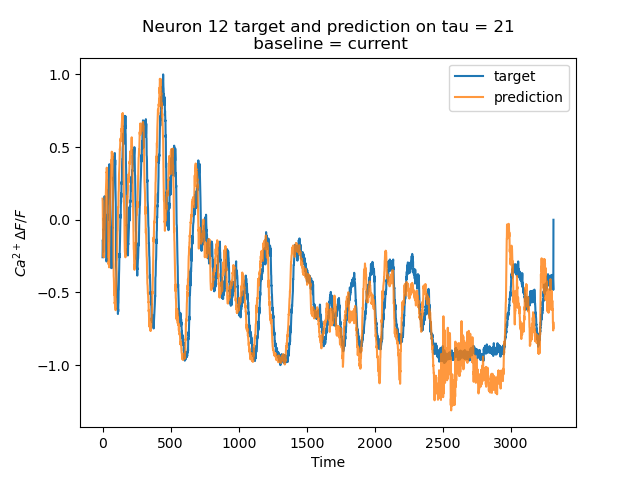 Neuron 12 target and prediction on tau = 21
baseline = current
target
prediction
1.0
0.5
0.0
−0.5
−1.0
Ca²⁺ ΔF/F
0 500 1000 1500 2000 2500 3000
Time